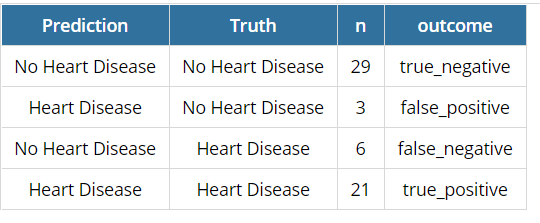 Prediction Truth n outcome
No Heart Disease No Heart Disease 29 true_negative
Heart Disease No Heart Disease 3 false_positive
No Heart Disease Heart Disease 6 false_negative
Heart Disease Heart Disease 21 true_positive